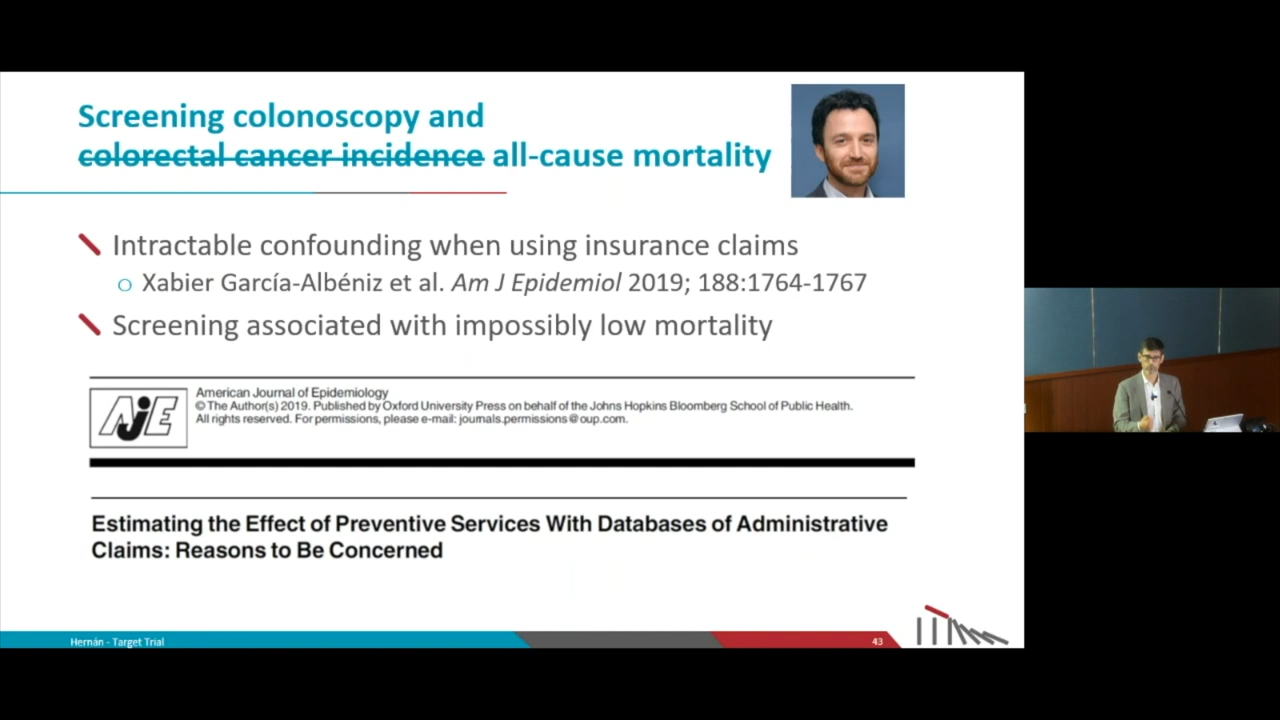 Screening colonoscopy and
colorectal cancer incidence all-cause mortality
Intractable confounding when using insurance claims
Xabier García-Albéniz et al. Am J Epidemiol 2019; 188:1764-1767
Screening associated with impossibly low mortality
AJE
American Journal of Epidemiology
© The Author(s) 2019. Published by Oxford University Press on behalf of the Johns Hopkins Bloomberg School of Public Health.
All rights reserved. For permissions, please e-mail: journals.permissions@oup.com.
Estimating the Effect of Preventive Services With Databases of Administrative
Claims: Reasons to Be Concerned
Hernán - Target Trial
43